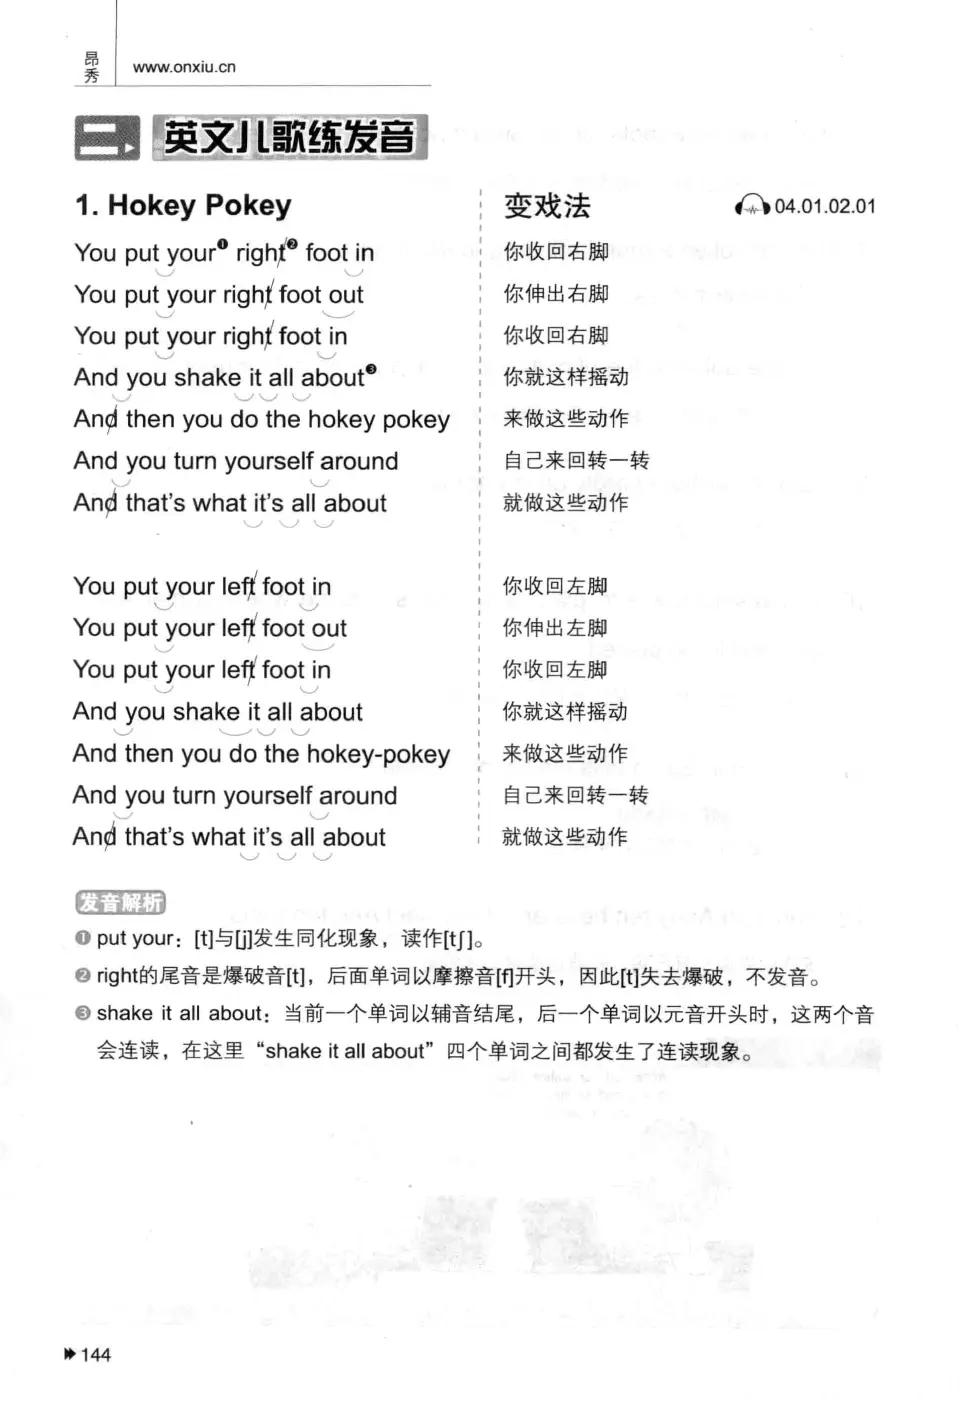 昂秀
www.onxiu.cn
二 英文儿歌练发音
1. Hokey Pokey
变戏法
04.01.02.01
You put your❶ right❷ foot in
你收回右脚
You put your right foot out
你伸出右脚
You put your right foot in
你收回右脚
And you shake it all about❸
你就这样摇动
And then you do the hokey pokey
来做这些动作
And you turn yourself around
自己来回转一转
And that's what it's all about
就做这些动作
You put your left foot in
你收回左脚
You put your left foot out
你伸出左脚
You put your left foot in
你收回左脚
And you shake it all about
你就这样摇动
And then you do the hokey-pokey
来做这些动作
And you turn yourself around
自己来回转一转
And that's what it's all about
就做这些动作
发音解析
❶ put your：[t]与[j]发生同化现象，读作[tʃ]。
❷ right的尾音是爆破音[t]，后面单词以摩擦音[f]开头，因此[t]失去爆破，不发音。
❸ shake it all about：当前一个单词以辅音结尾，后一个单词以元音开头时，这两个音
会连读，在这里“shake it all about”四个单词之间都发生了连读现象。
144